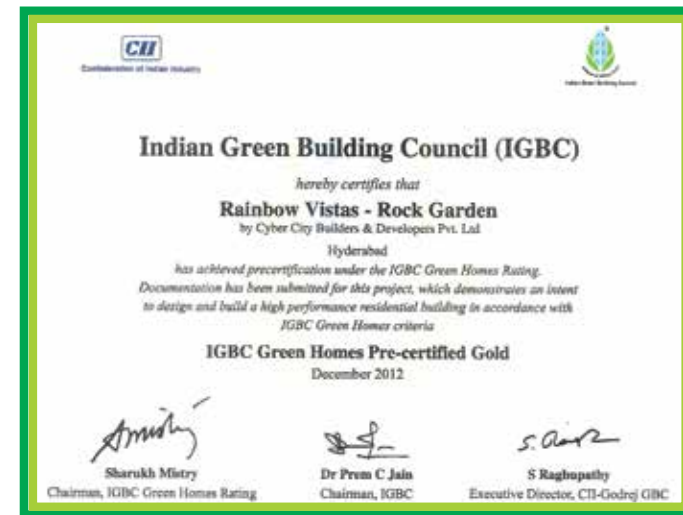 CII
Confederation of Indian Industry
Indian Green Building Council
Indian Green Building Council (IGBC)
hereby certifies that
Rainbow Vistas - Rock Garden
by Cyber City Builders & Developers Pvt. Ltd
Hyderabad
has achieved precertification under the IGBC Green Homes Rating.
Documentation has been submitted for this project, which demonstrates an intent
to design and build a high performance residential building in accordance with
IGBC Green Homes criteria
IGBC Green Homes Pre-certified Gold
December 2012
Sharukh Mistry
Chairman, IGBC Green Homes Rating
Dr Prem C Jain
Chairman, IGBC
S Raghupathy
Executive Director, CII-Godrej GBC